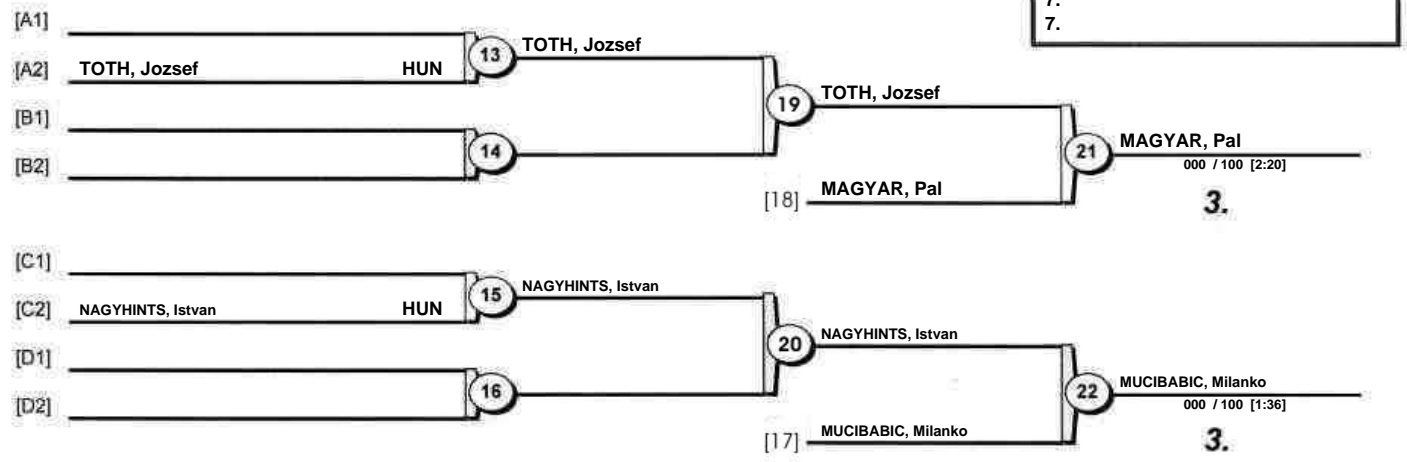 7.
7.
[A1]
[A2] TOTH, Jozsef HUN
13 TOTH, Jozsef
[B1]
[B2]
14
19 TOTH, Jozsef
[18] MAGYAR, Pal
21 MAGYAR, Pal
000 / 100 [2:20]
3.
[C1]
[C2] NAGYHINTS, Istvan HUN
15 NAGYHINTS, Istvan
[D1]
[D2]
16
20 NAGYHINTS, Istvan
[17] MUCIBABIC, Milanko
22 MUCIBABIC, Milanko
000 / 100 [1:36]
3.